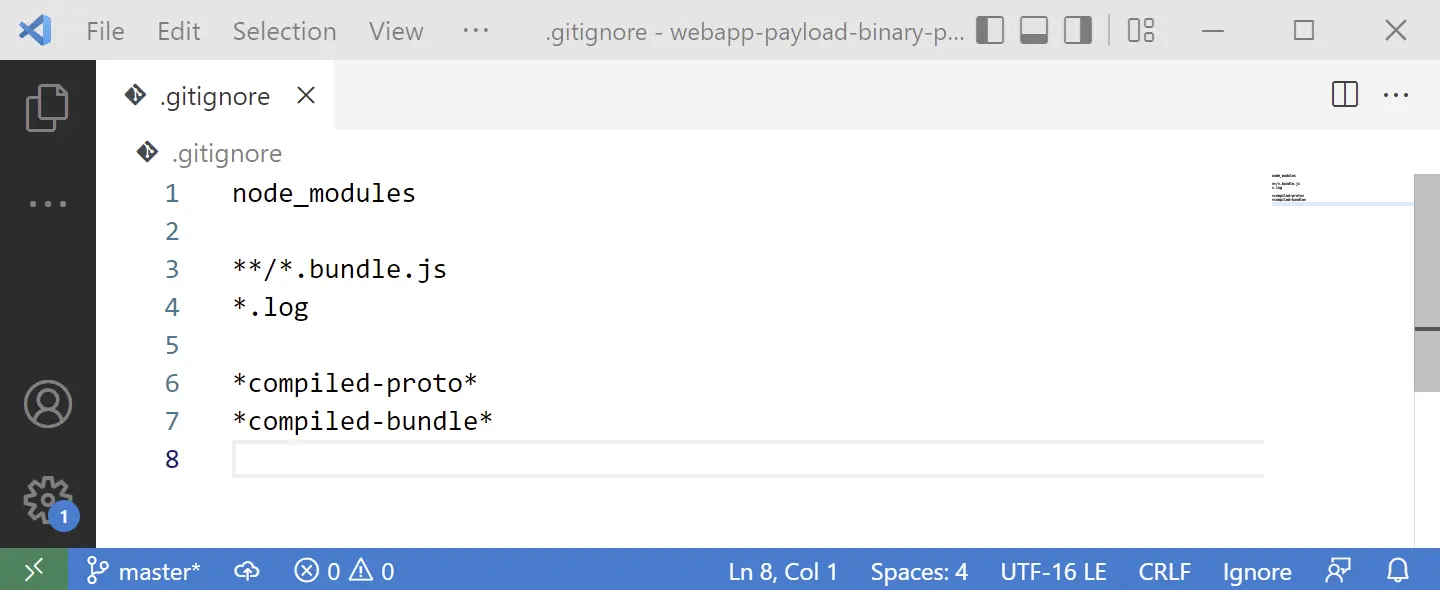 File Edit Selection View ··· .gitignore - webapp-payload-binary-p...
.gitignore
.gitignore
1 node_modules
2
3 **/*.bundle.js
4 *.log
5
6 *compiled-proto*
7 *compiled-bundle*
8
1
master* 0 0 Ln 8, Col 1 Spaces: 4 UTF-16 LE CRLF Ignore